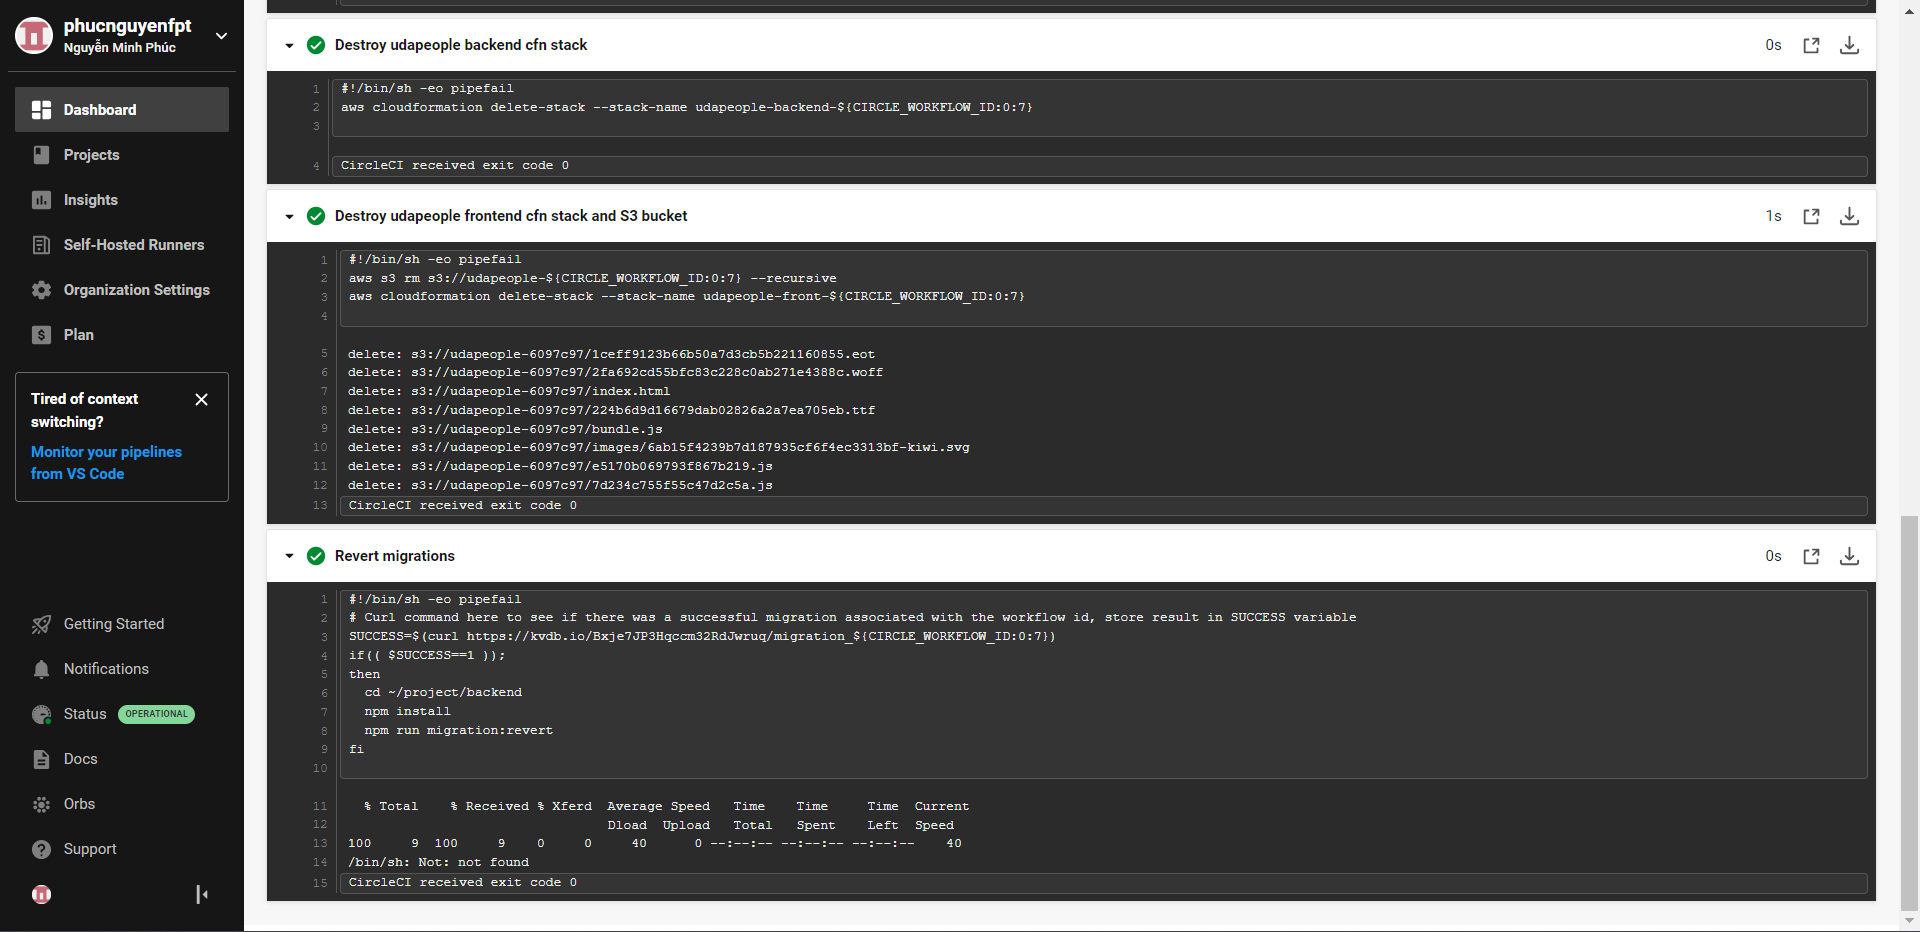 phucnguyenfpt
Nguyễn Minh Phúc
Dashboard
Projects
Insights
Self-Hosted Runners
Organization Settings
Plan
Tired of context
switching?
Monitor your pipelines
from VS Code
Getting Started
Notifications
Status OPERATIONAL
Docs
Orbs
Support
Destroy udapeople backend cfn stack 0s
1 #!/bin/sh -eo pipefail
2 aws cloudformation delete-stack --stack-name udapeople-backend-${CIRCLE_WORKFLOW_ID:0:7}
3
4 CircleCI received exit code 0
Destroy udapeople frontend cfn stack and S3 bucket 1s
1 #!/bin/sh -eo pipefail
2 aws s3 rm s3://udapeople-${CIRCLE_WORKFLOW_ID:0:7} --recursive
3 aws cloudformation delete-stack --stack-name udapeople-front-${CIRCLE_WORKFLOW_ID:0:7}
4
5 delete: s3://udapeople-6097c97/1ceff9123b66b50a7d3cb5b221160855.eot
6 delete: s3://udapeople-6097c97/2fa692cd55bfc83c228c0ab271e4388c.woff
7 delete: s3://udapeople-6097c97/index.html
8 delete: s3://udapeople-6097c97/224b6d9d16679dab02826a2a7ea705eb.ttf
9 delete: s3://udapeople-6097c97/bundle.js
10 delete: s3://udapeople-6097c97/images/6ab15f4239b7d187935cf6f4ec3313bf-kiwi.svg
11 delete: s3://udapeople-6097c97/e5170b069793f867b219.js
12 delete: s3://udapeople-6097c97/7d234c755f55c47d2c5a.js
13 CircleCI received exit code 0
Revert migrations 0s
1 #!/bin/sh -eo pipefail
2 # Curl command here to see if there was a successful migration associated with the workflow id, store result in SUCCESS variable
3 SUCCESS=$(curl https://kvdb.io/Bxje7JP3Hqccm32RdJwruq/migration_${CIRCLE_WORKFLOW_ID:0:7})
4 if(( $SUCCESS==1 ));
5 then
6 cd ~/project/backend
7 npm install
8 npm run migration:revert
9 fi
10
11 % Total % Received % Xferd Average Speed Time Time Time Current
12 Dload Upload Total Spent Left Speed
13 100 9 100 9 0 0 40 0 --:--:-- --:--:-- --:--:-- 40
14 /bin/sh: Not: not found
15 CircleCI received exit code 0